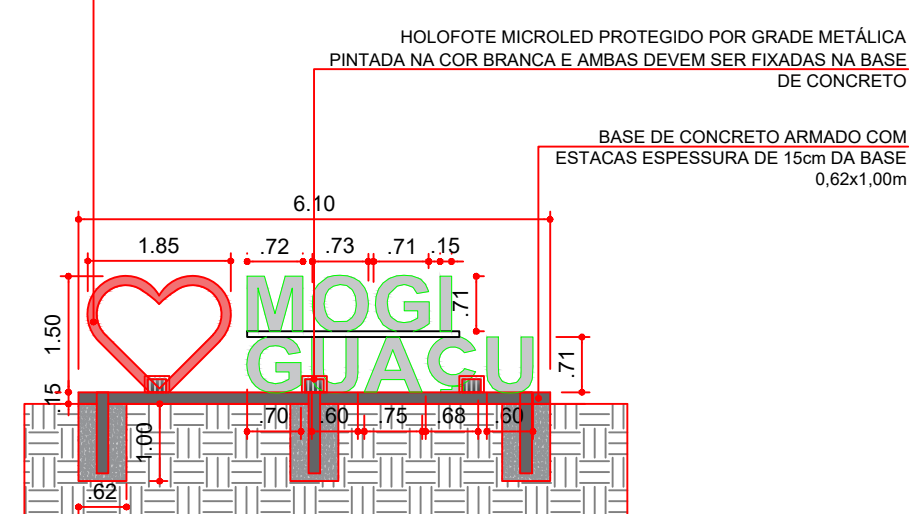 HOLOFOTE MICROLED PROTEGIDO POR GRADE METÁLICA
PINTADA NA COR BRANCA E AMBAS DEVEM SER FIXADAS NA BASE
DE CONCRETO
BASE DE CONCRETO ARMADO COM
ESTACAS ESPESSURA DE 15cm DA BASE
0,62x1,00m
6.10
1.85
.72
.73
.71
.15
MOGI
.71
1.50
GUAÇU
.71
.15
.70
.60
.75
.68
.60
1.00
.62